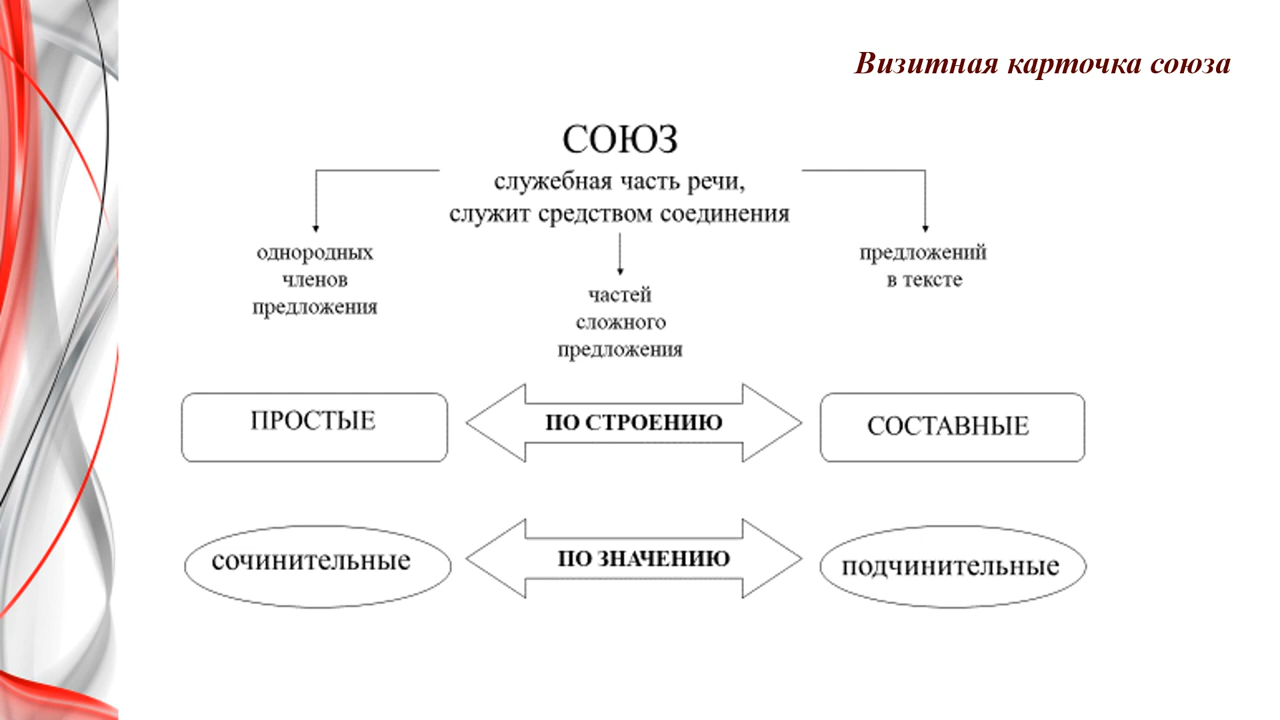 Визитная карточка союза
СОЮЗ
служебная часть речи,
служит средством соединения
однородных
членов
предложения
частей
сложного
предложения
предложений
в тексте
ПРОСТЫЕ
ПО СТРОЕНИЮ
СОСТАВНЫЕ
сочинительные
ПО ЗНАЧЕНИЮ
подчинительные